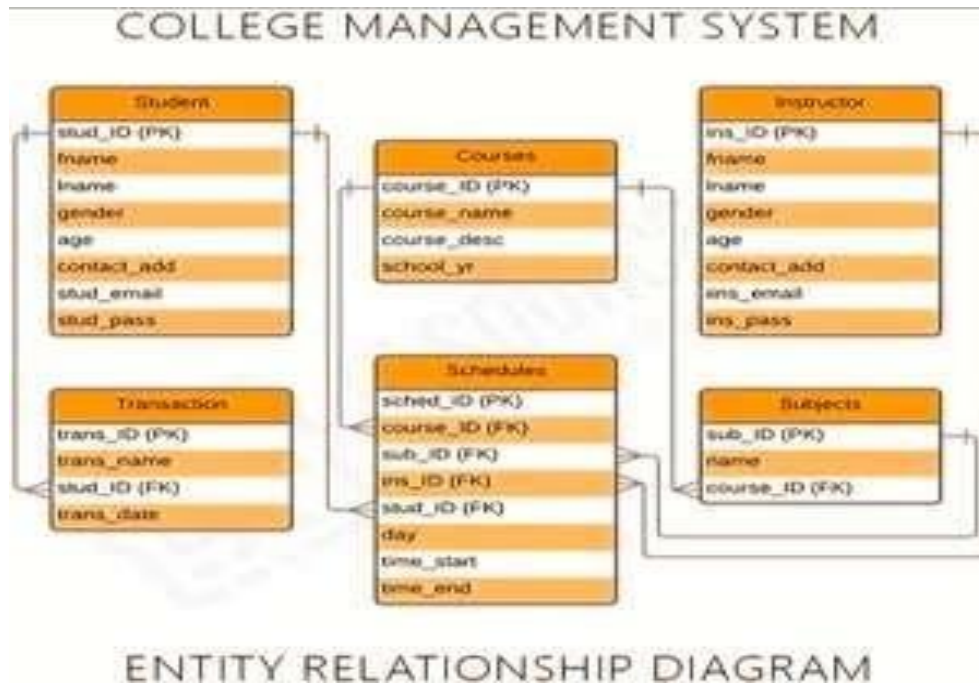 COLLEGE MANAGEMENT SYSTEM
Student
stud_ID (PK)
fname
lname
gender
age
contact_add
stud_email
stud_pass
Courses
course_ID (PK)
course_name
course_desc
school_yr
Instructor
ins_ID (PK)
fname
lname
gender
age
contact_add
ins_email
ins_pass
Transaction
trans_ID (PK)
trans_name
stud_ID (FK)
trans_date
Schedules
sched_ID (PK)
course_ID (FK)
sub_ID (FK)
ins_ID (FK)
stud_ID (FK)
day
time_start
time_end
Subjects
sub_ID (PK)
name
course_ID (FK)
ENTITY RELATIONSHIP DIAGRAM